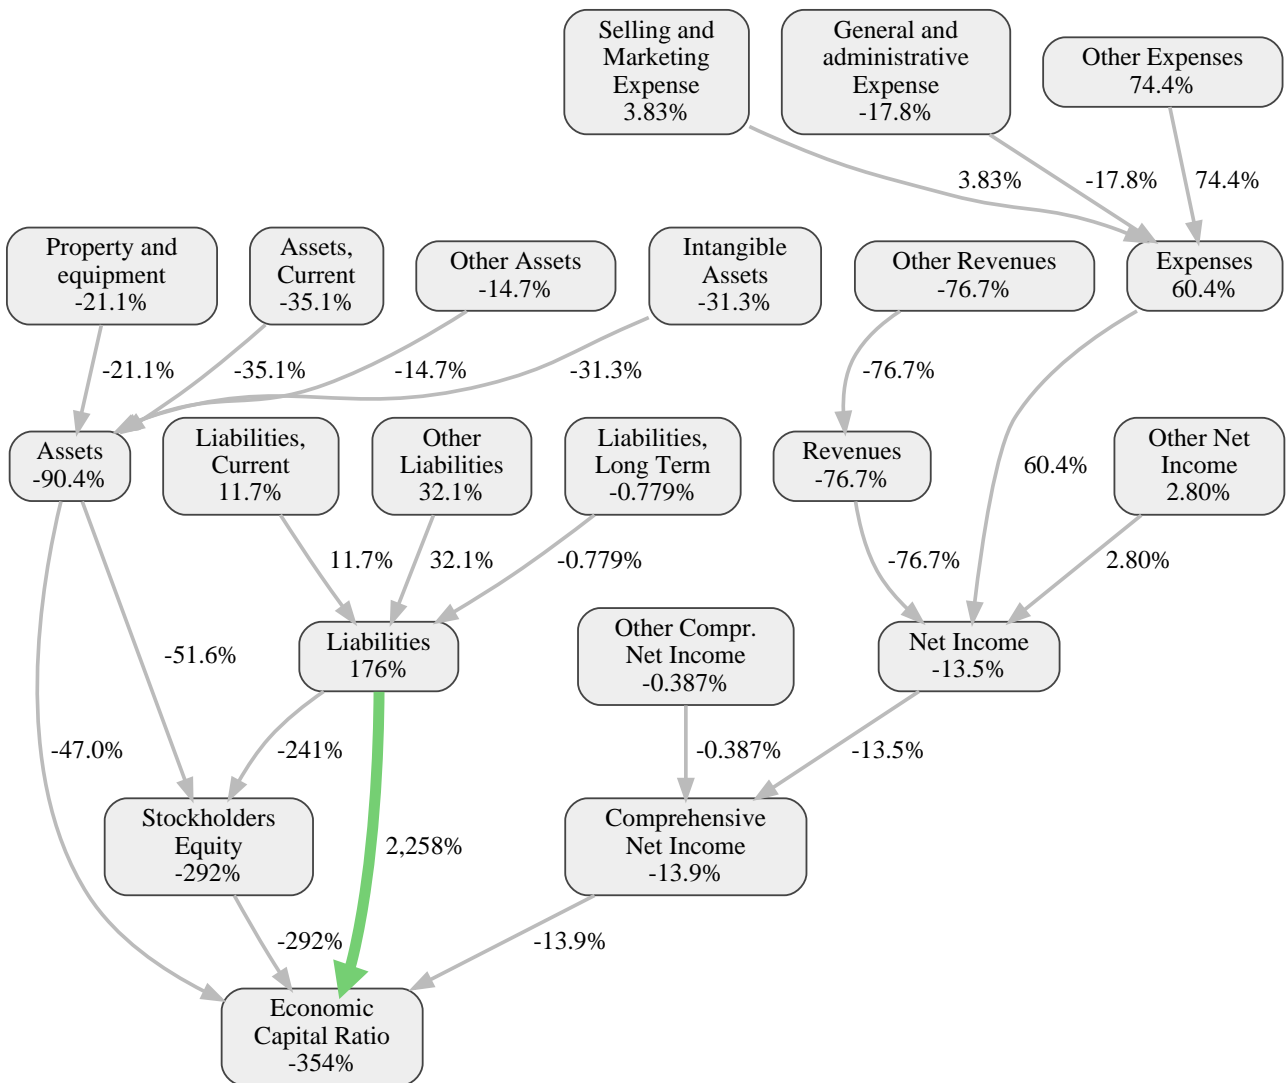 Selling and
Marketing
Expense
3.83%
General and
administrative
Expense
-17.8%
Other Expenses
74.4%
3.83%
-17.8%
74.4%
Property and
equipment
-21.1%
Assets,
Current
-35.1%
Other Assets
-14.7%
Intangible
Assets
-31.3%
Other Revenues
-76.7%
Expenses
60.4%
-21.1%
-35.1%
-14.7%
-31.3%
-76.7%
Assets
-90.4%
Liabilities,
Current
11.7%
Other
Liabilities
32.1%
Liabilities,
Long Term
-0.779%
Revenues
-76.7%
60.4%
Other Net
Income
2.80%
11.7%
32.1%
-0.779%
-76.7%
2.80%
-51.6%
Liabilities
176%
Other Compr.
Net Income
-0.387%
Net Income
-13.5%
-47.0%
-241%
-0.387%
-13.5%
Stockholders
Equity
-292%
2,258%
Comprehensive
Net Income
-13.9%
-292%
-13.9%
Economic
Capital Ratio
-354%